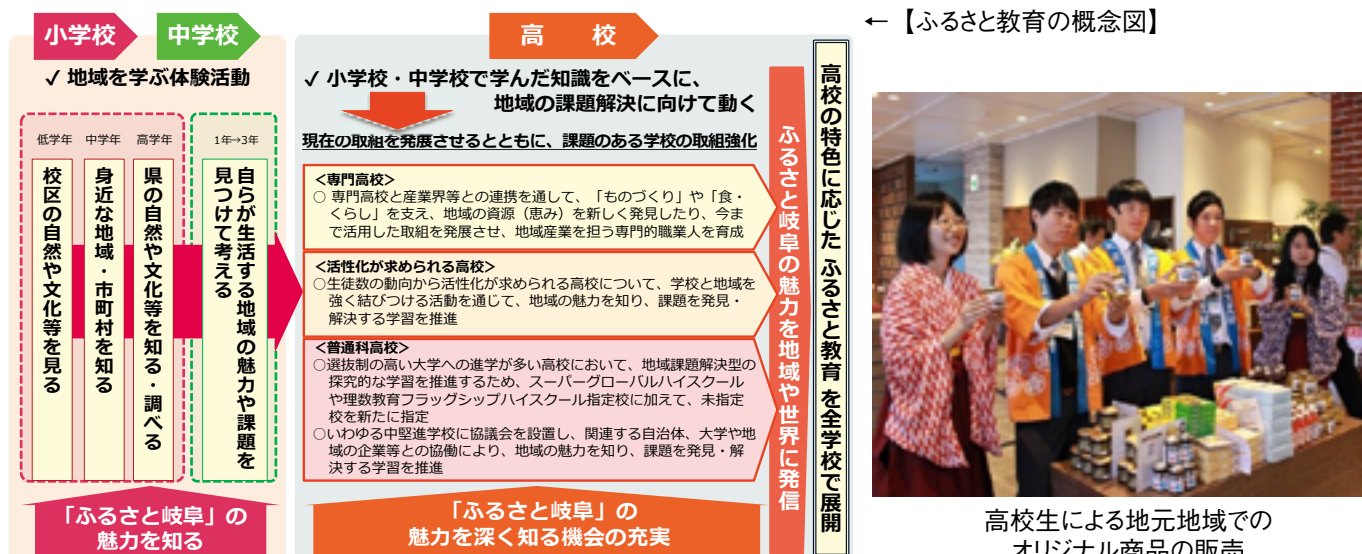 小学校
中学校
✓ 地域を学ぶ体験活動
低学年
中学年
高学年
1年→3年
校区の自然や文化等を見る
身近な地域・市町村を知る
県の自然や文化等を知る・調べる
自らが生活する地域の魅力や課題を
見つけて考える
「ふるさと岐阜」の
魅力を知る
高　校
✓ 小学校・中学校で学んだ知識をベースに、
地域の課題解決に向けて動く
現在の取組を発展させるとともに、課題のある学校の取組強化
＜専門高校＞
○ 専門高校と産業界等との連携を通して、「ものづくり」や「食・
くらし」を支え、地域の資源（恵み）を新しく発見したり、今ま
で活用した取組を発展させ、地域産業を担う専門的職業人を育成
＜活性化が求められる高校＞
○生徒数の動向から活性化が求められる高校について、学校と地域を
強く結びつける活動を通じて、地域の魅力を知り、課題を発見・
解決する学習を推進
＜普通科高校＞
○選抜制の高い大学への進学が多い高校において、地域課題解決型の
探究的な学習を推進するため、スーパーグローバルハイスクール
や理数教育フラッグシップハイスクール指定校に加えて、未指定
校を新たに指定
○いわゆる中堅進学校に協議会を設置し、関連する自治体、大学や地
域の企業等との協働により、地域の魅力を知り、課題を発見・解
決する学習を推進
「ふるさと岐阜」の
魅力を深く知る機会の充実
ふるさと岐阜の魅力を地域や世界に発信
高校の特色に応じた ふるさと教育 を全学校で展開
← 【ふるさと教育の概念図】
高校生による地元地域での
オリジナル商品の販売